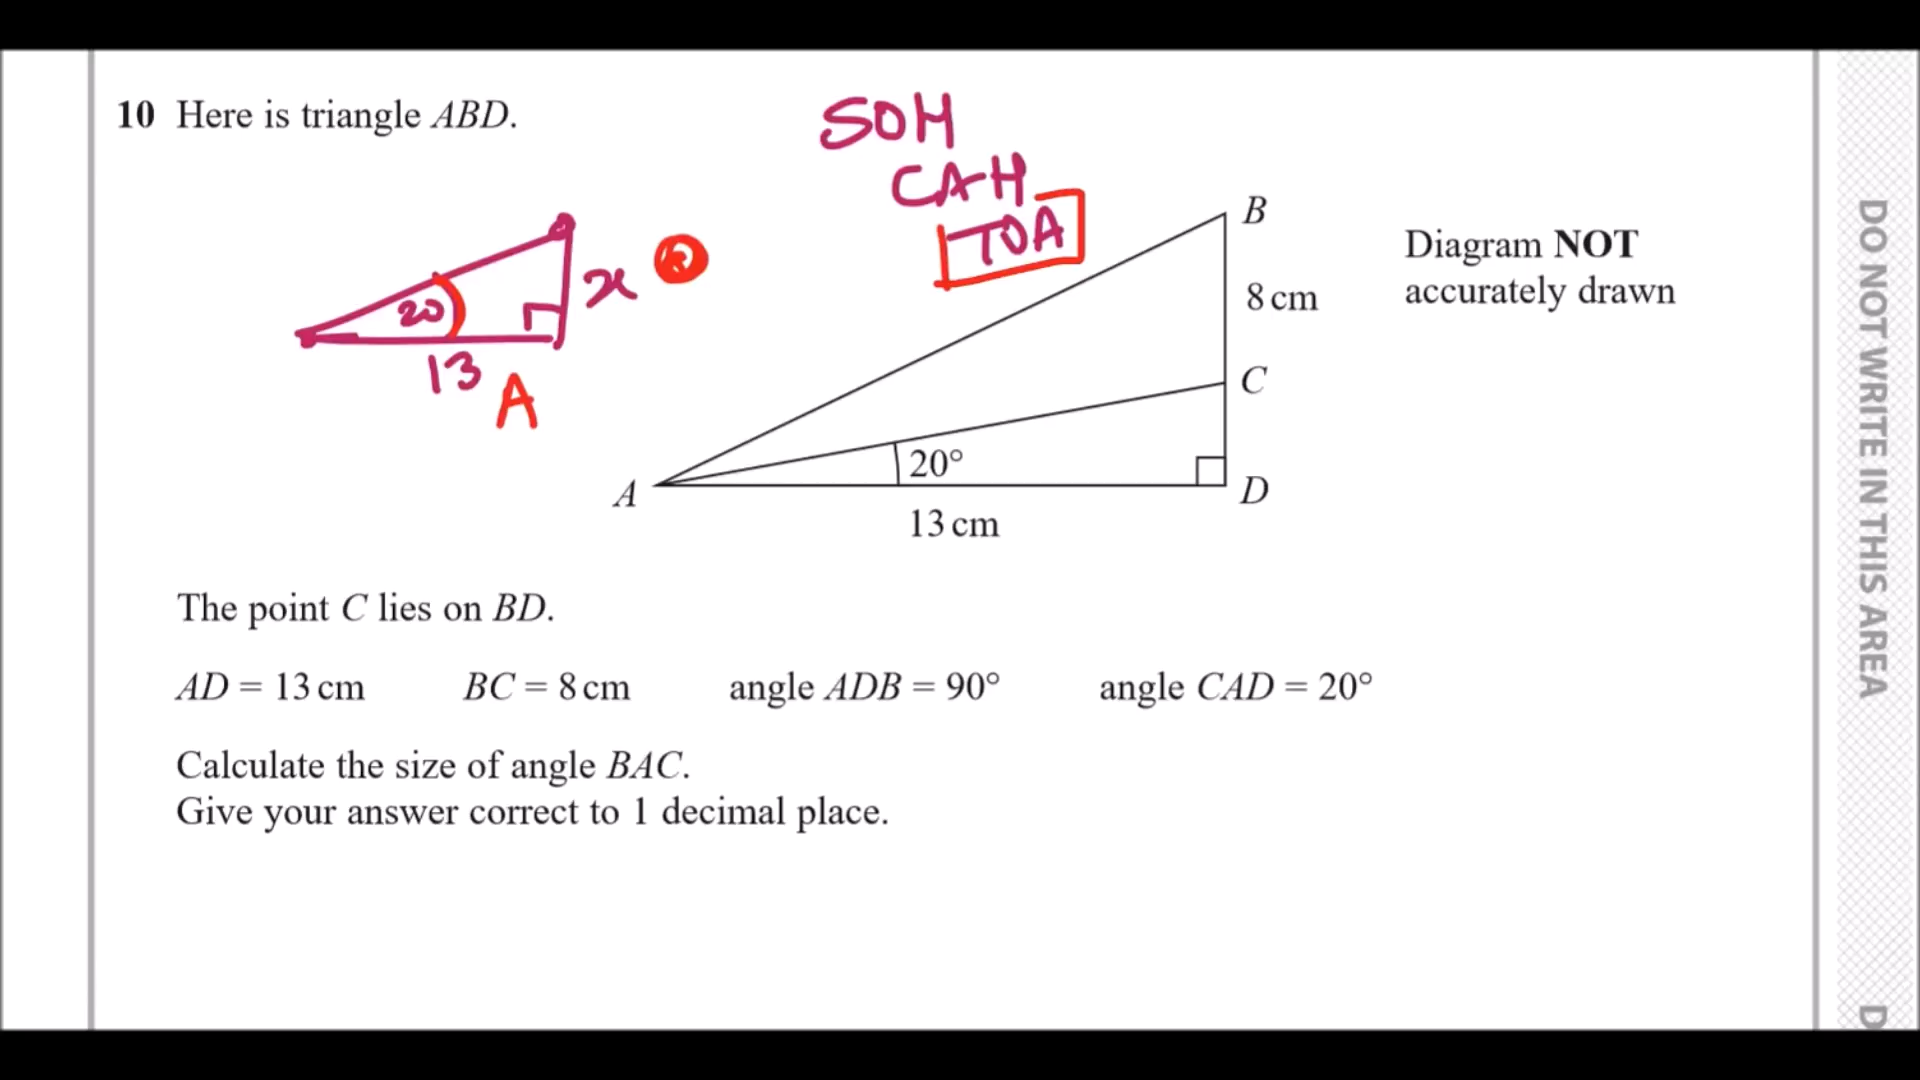 10 Here is triangle ABD.
SOH
CAH
TOA
B
Diagram NOT
accurately drawn
8 cm
x
20
13
A
C
20°
A
D
13 cm
The point C lies on BD.
AD = 13 cm BC = 8 cm angle ADB = 90° angle CAD = 20°
Calculate the size of angle BAC.
Give your answer correct to 1 decimal place.
DO NOT WRITE IN THIS AREA
D